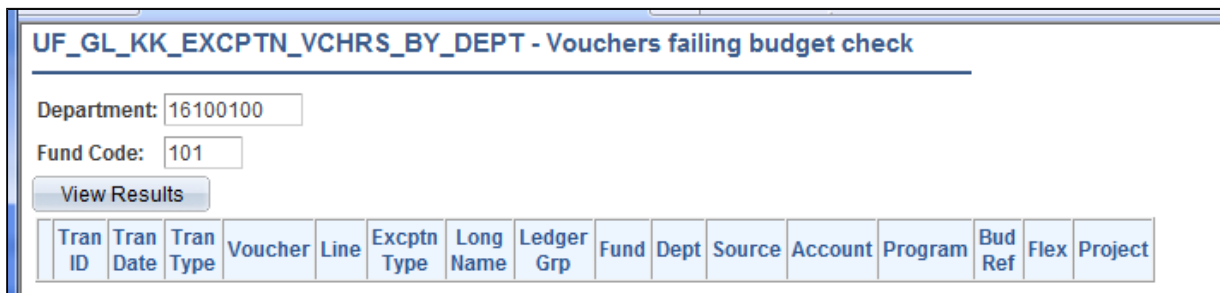 UF_GL_KK_EXCPTN_VCHRS_BY_DEPT - Vouchers failing budget check
Department: 16100100
Fund Code: 101
View Results
Tran ID Tran Date Tran Type Voucher Line Excptn Type Long Name Ledger Grp Fund Dept Source Account Program Bud Ref Flex Project